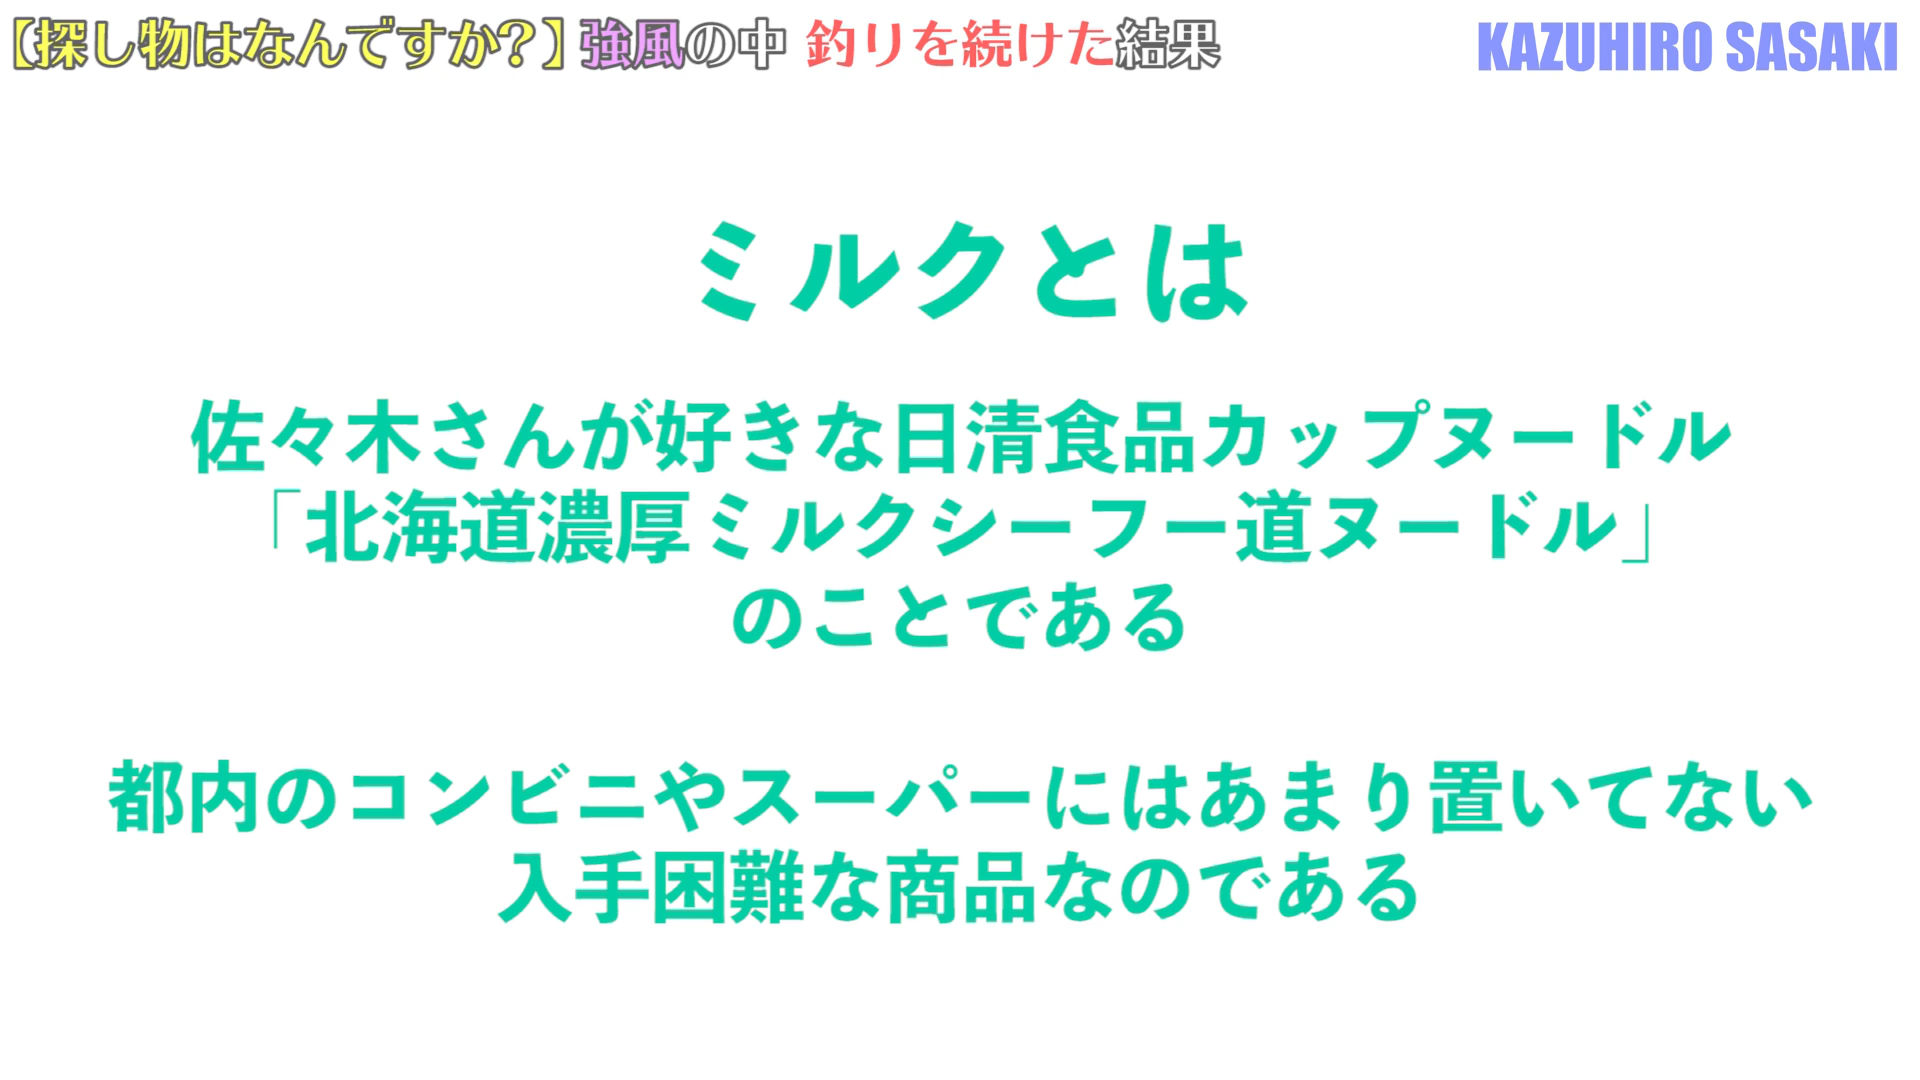 【探し物はなんですか？】強風の中 釣りを続けた結果
KAZUHIRO SASAKI
ミルクとは
佐々木さんが好きな日清食品カップヌードル
「北海道濃厚ミルクシーフー道ヌードル」
のことである
都内のコンビニやスーパーにはあまり置いてない
入手困難な商品なのである